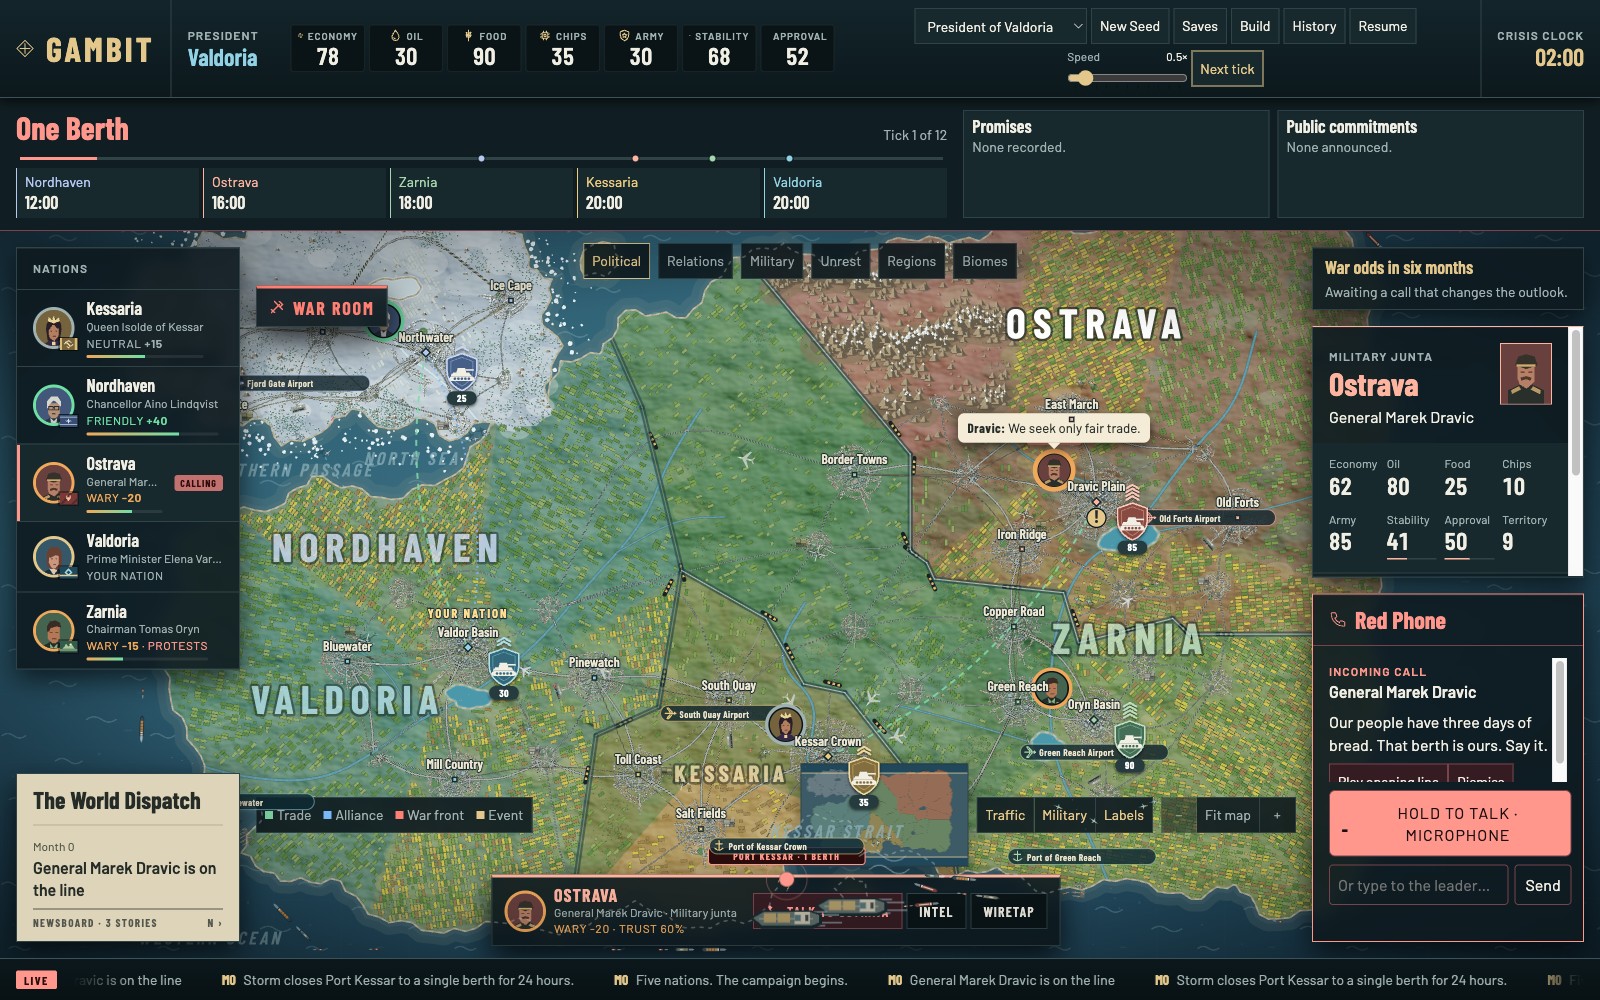 GAMBIT
PRESIDENT
Valdoria
ECONOMY
78
OIL
30
FOOD
90
CHIPS
35
ARMY
30
STABILITY
68
APPROVAL
52
President of Valdoria
New Seed
Saves
Build
History
Resume
Speed
0.5×
Next tick
CRISIS CLOCK
02:00
One Berth
Tick 1 of 12
Nordhaven
12:00
Ostrava
16:00
Zarnia
18:00
Kessaria
20:00
Valdoria
20:00
Promises
None recorded.
Public commitments
None announced.
NATIONS
Kessaria
Queen Isolde of Kessar
NEUTRAL +15
Nordhaven
Chancellor Aino Lindqvist
FRIENDLY +40
Ostrava
General Mar...
CALLING
WARY -20
Valdoria
Prime Minister Elena Var...
YOUR NATION
Zarnia
Chairman Tomas Oryn
WARY -15 · PROTESTS
WAR ROOM
Political
Relations
Military
Unrest
Regions
Biomes
Ice Cape
Northwater
25
Fjord Gate Airport
THERN PASSAGE
NORTH SEA
NORDHAVEN
OSTRAVA
East March
Dravic: We seek only fair trade.
Border Towns
Dravic Plain
Old Forts
Old Forts Airport
Iron Ridge
85
Copper Road
ZARNIA
Green Reach
Oryn Basin
Green Reach Airport
90
Port of Green Reach
YOUR NATION
Valdor Basin
Bluewater
Pinewatch
30
VALDORIA
Mill Country
South Quay
South Quay Airport
Kessar Crown
Toll Coast
KESSARIA
35
Salt Fields
KESSAR STRAIT
Port of Kessar Crown
PORT KESSAR · 1 BERTH
Trade
Alliance
War front
Event
Traffic
Military
Labels
Fit map
+
War odds in six months
Awaiting a call that changes the outlook.
MILITARY JUNTA
Ostrava
General Marek Dravic
Economy
62
Oil
80
Food
25
Chips
10
Army
85
Stability
41
Approval
50
Territory
9
Red Phone
INCOMING CALL
General Marek Dravic
Our people have three days of
bread. That berth is ours. Say it.
Play opening line
Dismiss
HOLD TO TALK ·
MICROPHONE
Or type to the leader...
Send
The World Dispatch
Month 0
General Marek Dravic is on
the line
NEWSBOARD · 3 STORIES
N ›
OSTRAVA
General Marek Dravic · Military junta
WARY -20 · TRUST 60%
INTEL
WIRETAP
LIVE
ravic is on the line
M0 Storm closes Port Kessar to a single berth for 24 hours.
M0 Five nations. The campaign begins.
M0 General Marek Dravic is on the line
M0 Storm closes Port Kessar to a single berth for 24 hours.
M0